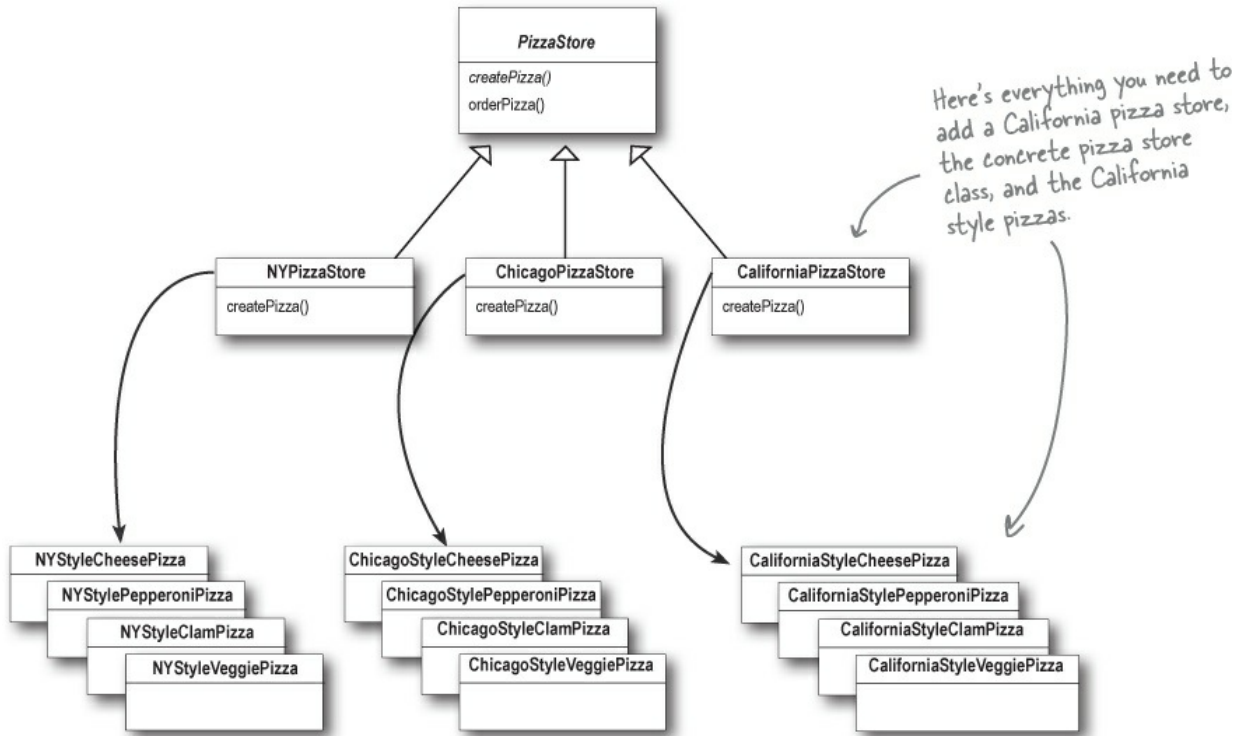 PizzaStore
createPizza()
orderPizza()
Here's everything you need to
add a California pizza store,
the concrete pizza store
class, and the California
style pizzas.
NYPizzaStore
createPizza()
ChicagoPizzaStore
createPizza()
CaliforniaPizzaStore
createPizza()
NYStyleCheesePizza
NYStylePepperoniPizza
NYStyleClamPizza
NYStyleVeggiePizza
ChicagoStyleCheesePizza
ChicagoStylePepperoniPizza
ChicagoStyleClamPizza
ChicagoStyleVeggiePizza
CaliforniaStyleCheesePizza
CaliforniaStylePepperoniPizza
CaliforniaStyleClamPizza
CaliforniaStyleVeggiePizza